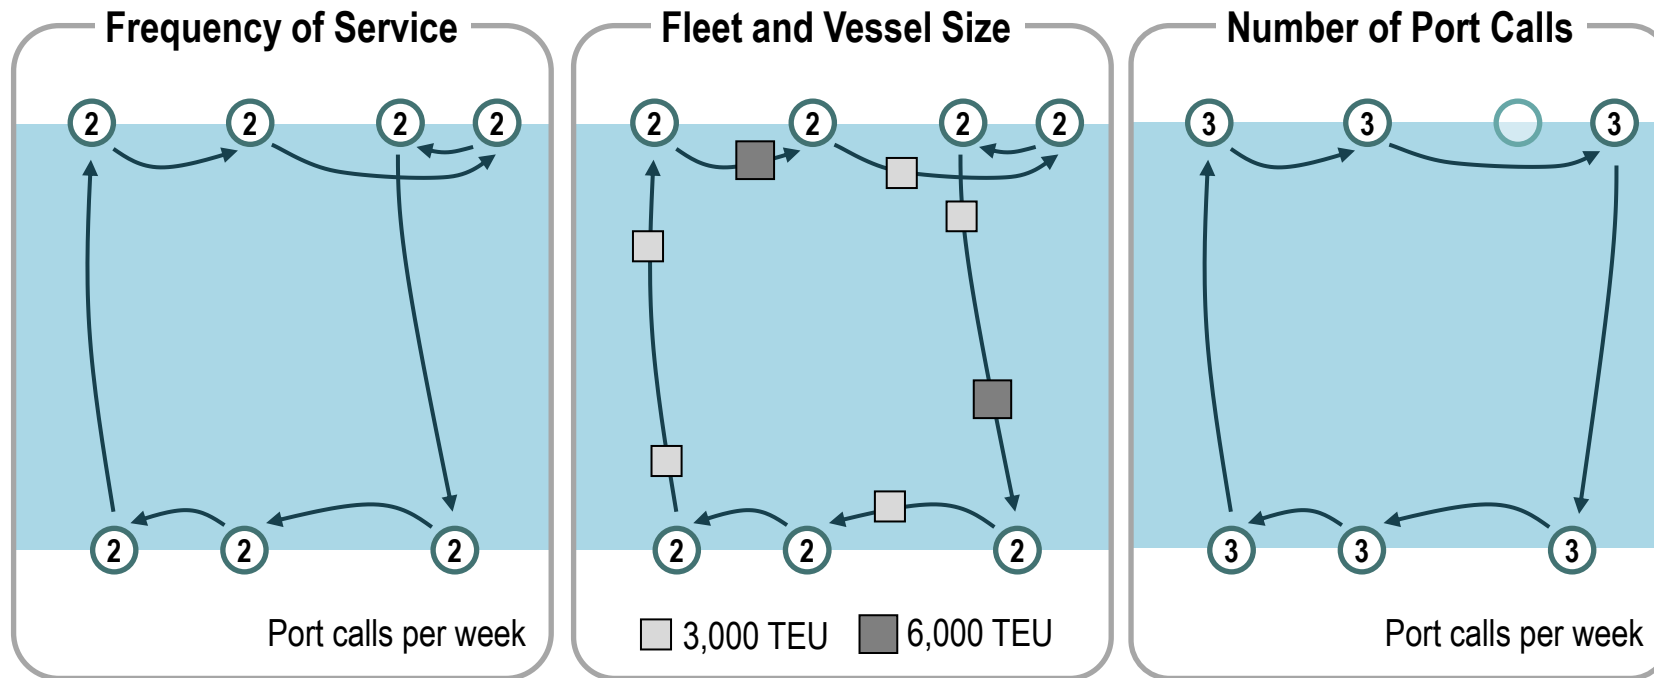 Frequency of Service
2 2 2 2
2 2 2
Port calls per week
Fleet and Vessel Size
2 2 2 2
2 2 2
3,000 TEU 6,000 TEU
Number of Port Calls
3 3 3
3 3 3
Port calls per week